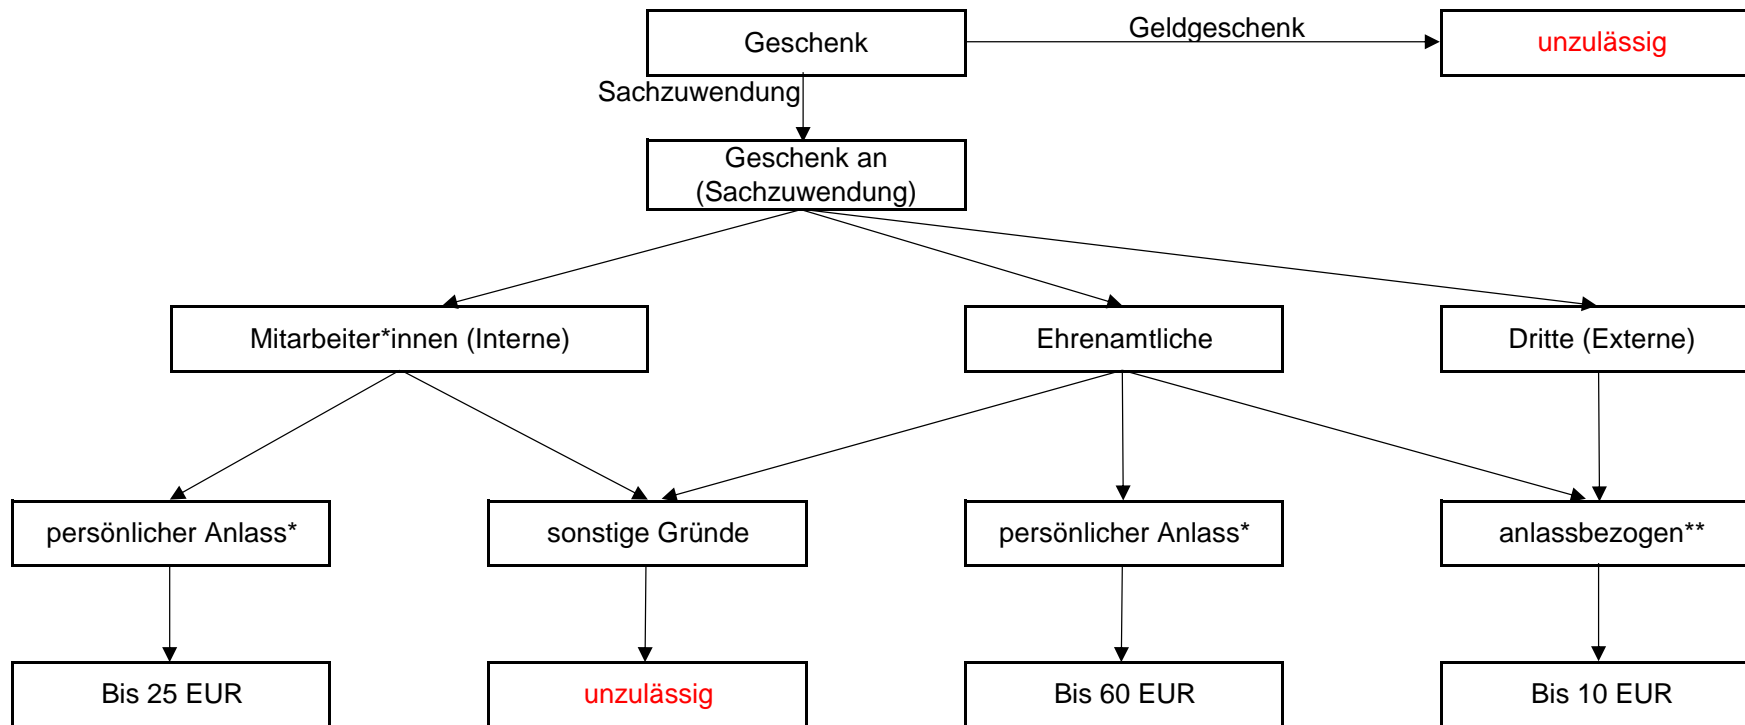 Geschenk
Geldgeschenk
unzulässig
Sachzuwendung
Geschenk an
(Sachzuwendung)
Mitarbeiter*innen (Interne)
Ehrenamtliche
Dritte (Externe)
persönlicher Anlass*
sonstige Gründe
persönlicher Anlass*
anlassbezogen**
Bis 25 EUR
unzulässig
Bis 60 EUR
Bis 10 EUR